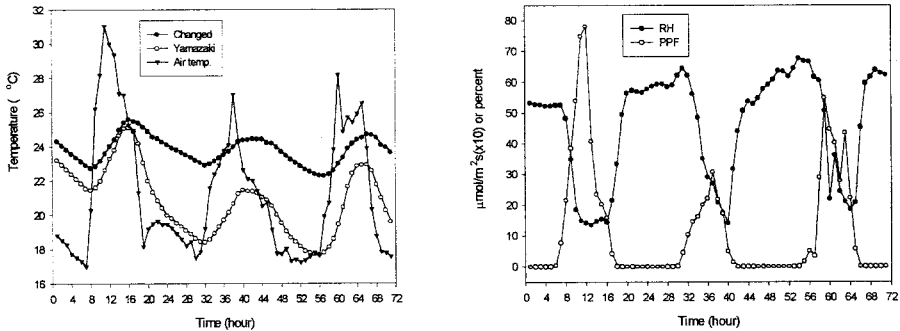 32
30
28
26
24
22
20
18
16
Temperature ( °C)
Changed
Yamazaki
Air temp.
0 4 8 12 16 20 24 28 32 36 40 44 48 52 56 60 64 68 72
Time (hour)
80
70
60
50
40
30
20
10
0
μmol/m²s(x10) or percent
RH
PPF
0 4 8 12 16 20 24 28 32 36 40 44 48 52 56 60 64 68 72
Time (hour)